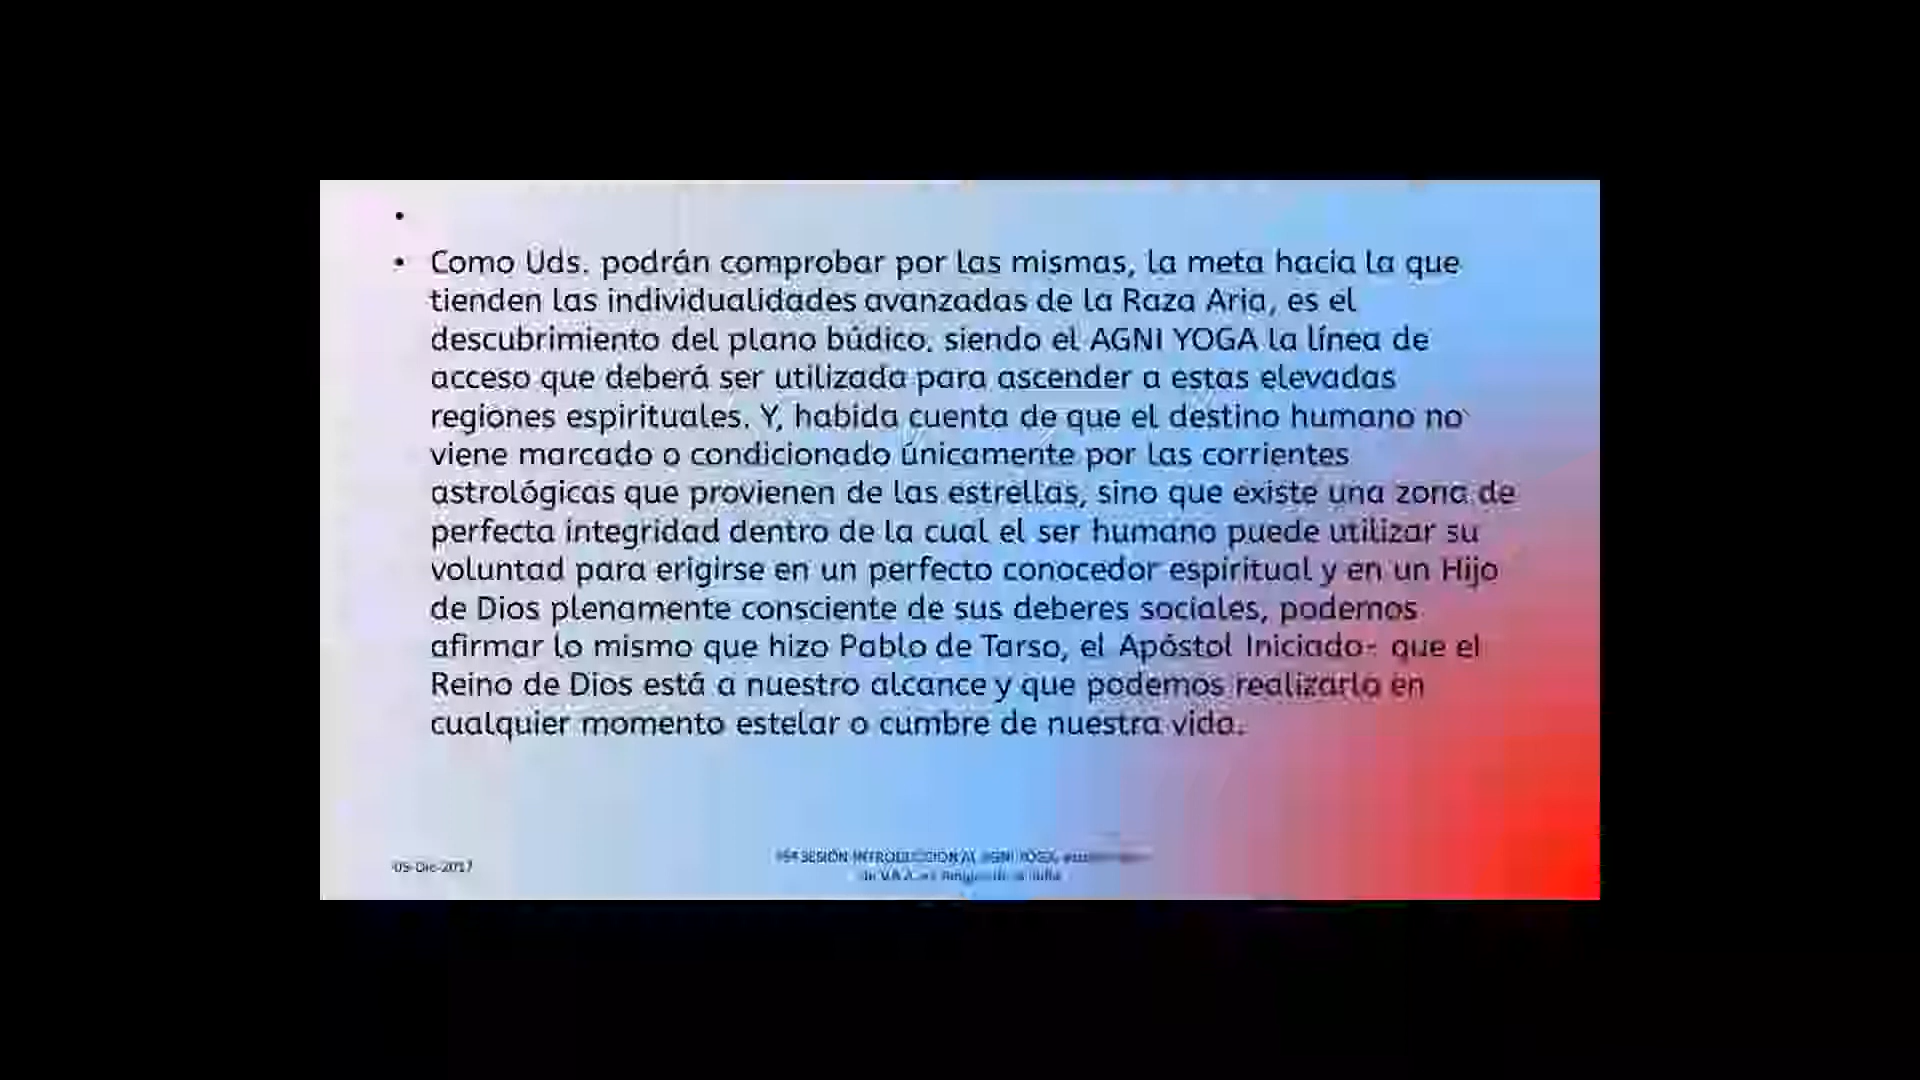 •
• Como Uds. podrán comprobar por las mismas, la meta hacia la que
tienden las individualidades avanzadas de la Raza Aria, es el
descubrimiento del plano búdico, siendo el AGNI YOGA la línea de
acceso que deberá ser utilizada para ascender a estas elevadas
regiones espirituales. Y, habida cuenta de que el destino humano no
viene marcado o condicionado únicamente por las corrientes
astrológicas que provienen de las estrellas, sino que existe una zona de
perfecta integridad dentro de la cual el ser humano puede utilizar su
voluntad para erigirse en un perfecto conocedor espiritual y en un Hijo
de Dios plenamente consciente de sus deberes sociales, podemos
afirmar lo mismo que hizo Pablo de Tarso, el Apóstol Iniciado- que el
Reino de Dios está a nuestro alcance y que podemos realizarlo en
cualquier momento estelar o cumbre de nuestra vida.
05-Dic-2017
SESIÓN INTRODUCCION AL AGNI YOGA,
de V.B.A.